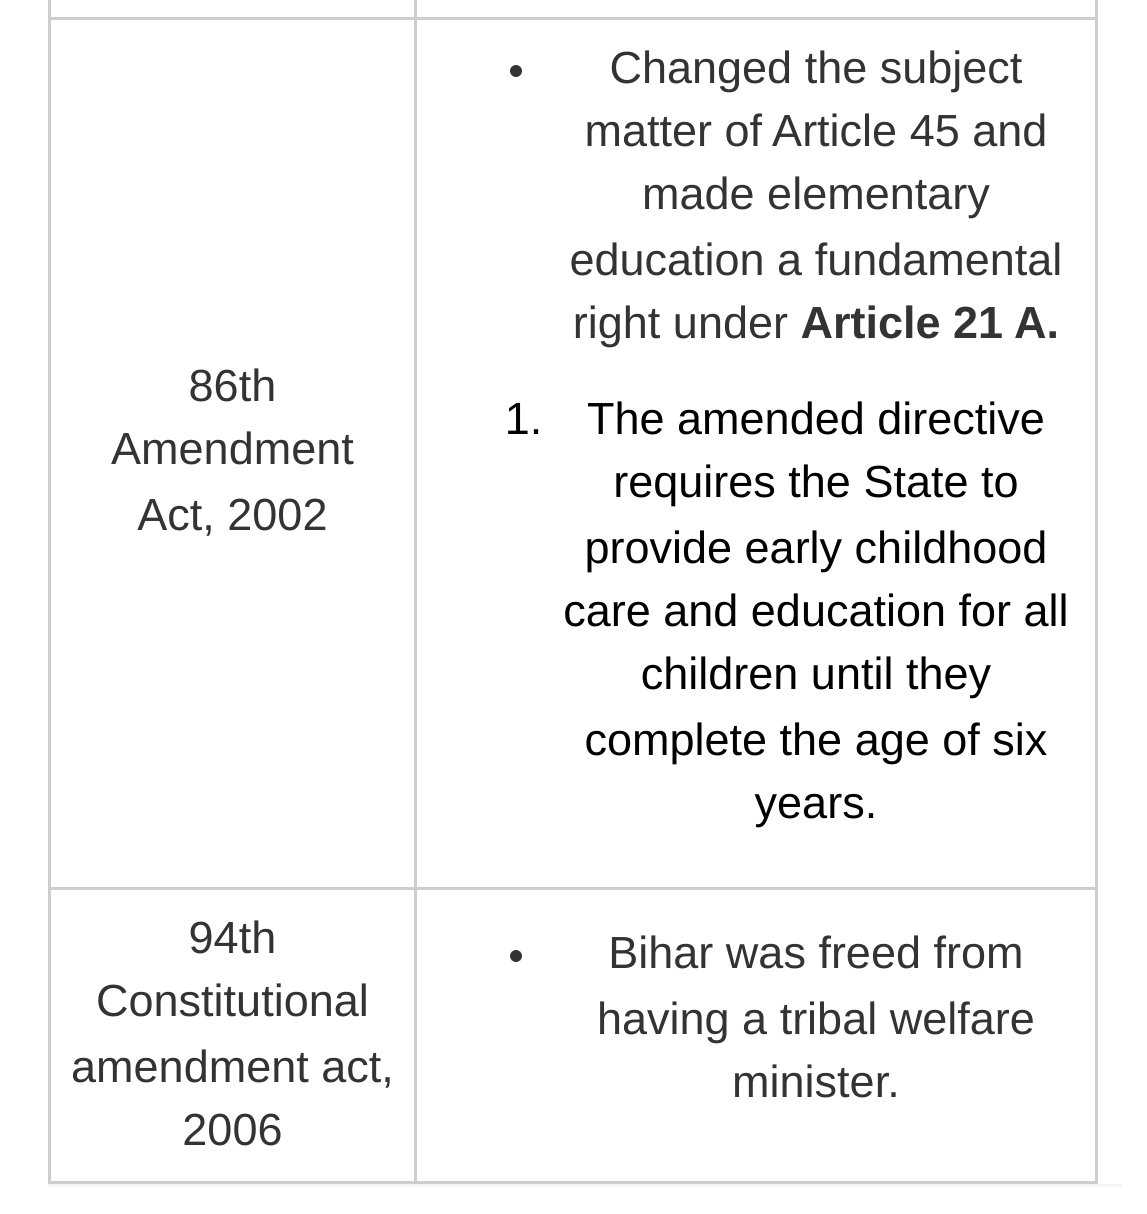 86th
Amendment
Act, 2002
• Changed the subject
matter of Article 45 and
made elementary
education a fundamental
right under Article 21 A.
1. The amended directive
requires the State to
provide early childhood
care and education for all
children until they
complete the age of six
years.
94th
Constitutional
amendment act,
2006
• Bihar was freed from
having a tribal welfare
minister.